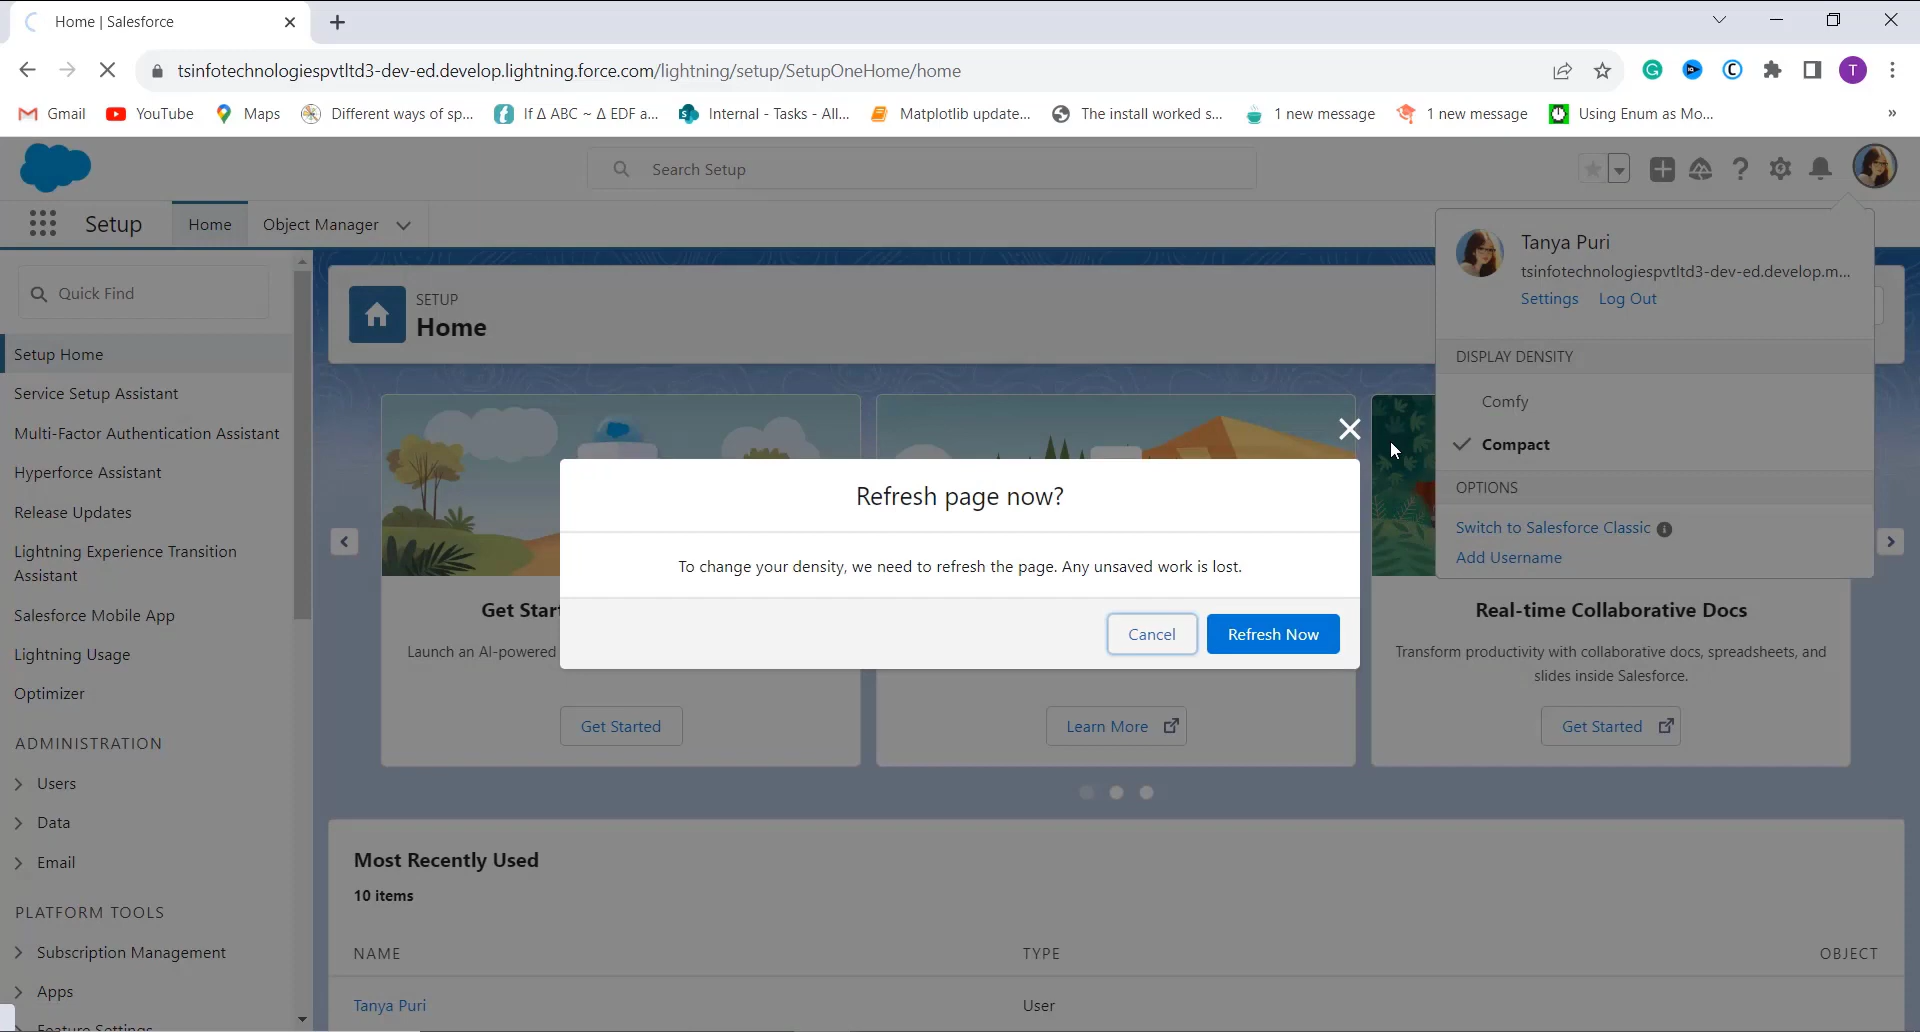 Home | Salesforce
tsinfotechnologiespvtltd3-dev-ed.develop.lightning.force.com/lightning/setup/SetupOneHome/home
T
Gmail
YouTube
Maps
Different ways of sp...
If Δ ABC ~ Δ EDF a...
Internal - Tasks - All...
Matplotlib update...
The install worked s...
1 new message
1 new message
Using Enum as Mo...
»
Search Setup
Setup
Home
Object Manager
Quick Find
Setup Home
Service Setup Assistant
Multi-Factor Authentication Assistant
Hyperforce Assistant
Release Updates
Lightning Experience Transition
Assistant
Salesforce Mobile App
Lightning Usage
Optimizer
ADMINISTRATION
Users
Data
Email
PLATFORM TOOLS
Subscription Management
Apps
Feature Settings
SETUP
Home
Tanya Puri
tsinfotechnologiespvtltd3-dev-ed.develop.m...
Settings
Log Out
DISPLAY DENSITY
Comfy
Compact
OPTIONS
Switch to Salesforce Classic
Add Username
Refresh page now?
To change your density, we need to refresh the page. Any unsaved work is lost.
Cancel
Refresh Now
Get Start
Launch an AI-powered
Get Started
Learn More
Real-time Collaborative Docs
Transform productivity with collaborative docs, spreadsheets, and
slides inside Salesforce.
Get Started
Most Recently Used
10 items
NAME
TYPE
OBJECT
Tanya Puri
User